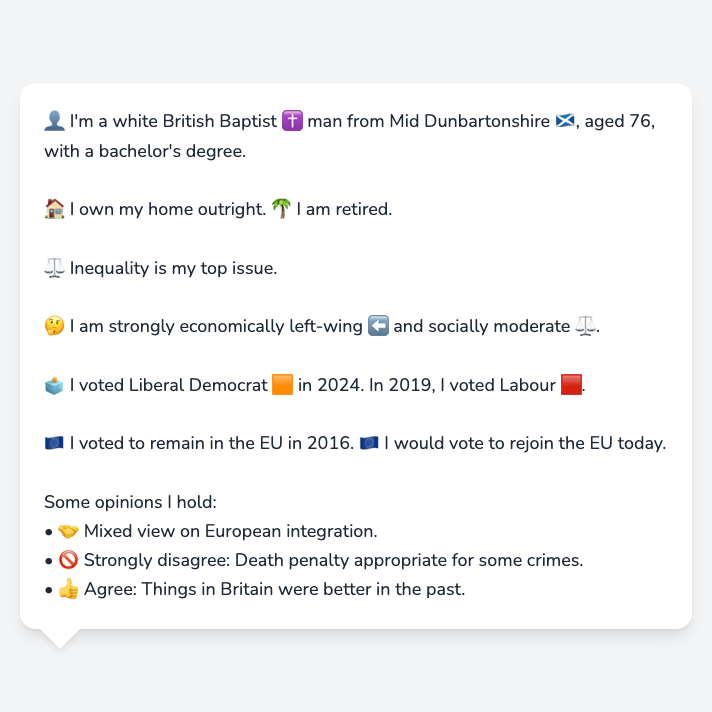 👤 I'm a white British Baptist ✝️ man from Mid Dunbartonshire 🏴󠁧󠁢󠁳󠁣󠁴󠁿, aged 76,
with a bachelor's degree.
🏠 I own my home outright. 🌴 I am retired.
⚖️ Inequality is my top issue.
🤔 I am strongly economically left-wing ⬅️ and socially moderate ⚖️.
🗳️ I voted Liberal Democrat 🟧 in 2024. In 2019, I voted Labour 🟥.
🇪🇺 I voted to remain in the EU in 2016. 🇪🇺 I would vote to rejoin the EU today.
Some opinions I hold:
• 🤝 Mixed view on European integration.
• 🚫 Strongly disagree: Death penalty appropriate for some crimes.
• 👍 Agree: Things in Britain were better in the past.